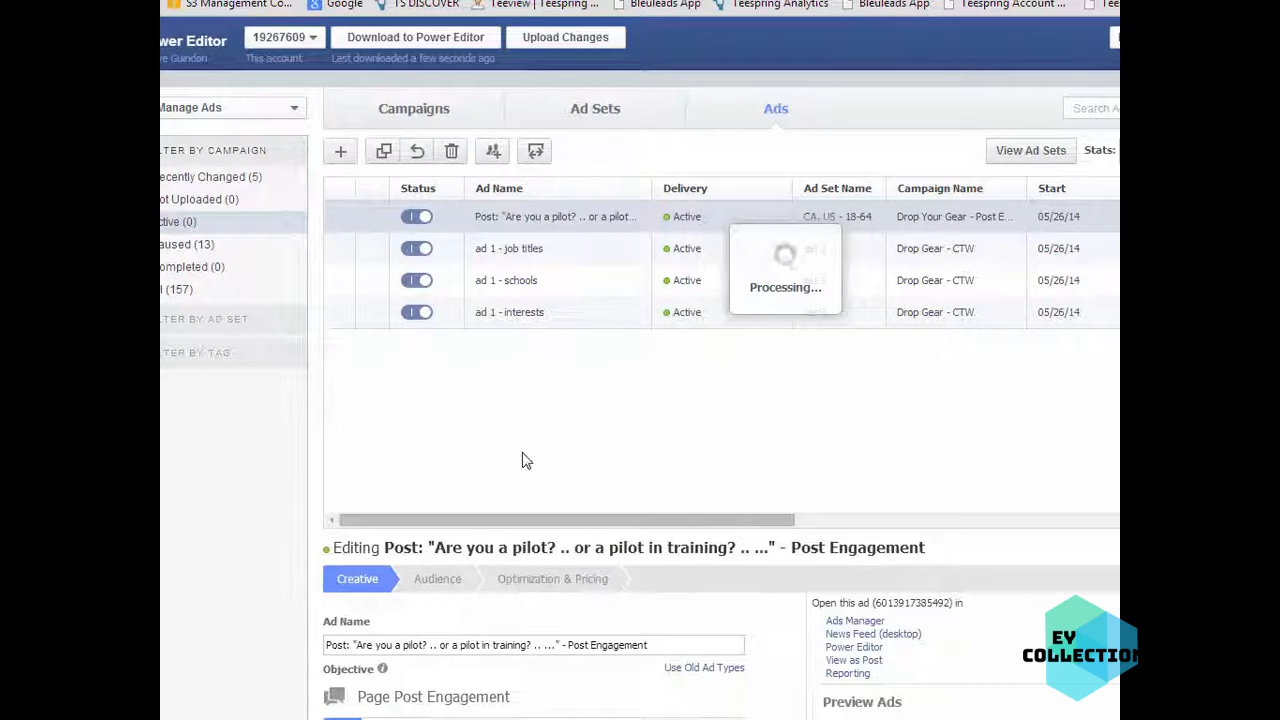 S3 Management Co... Google TS DISCOVER Teeview | Teespring ... Bleuleads App Teespring Analytics Bleuleads App Teespring Account ... Tee
wer Editor 19267609 Download to Power Editor Upload Changes
ve Guindon This account Last downloaded a few seconds ago
Manage Ads Campaigns Ad Sets Ads Search A
LTER BY CAMPAIGN View Ad Sets Stats:
ecently Changed (5) Status Ad Name Delivery Ad Set Name Campaign Name Start
ot Uploaded (0)
ctive (0) Post: "Are you a pilot? .. or a pilot... Active CA, US - 18-64 Drop Your Gear - Post E... 05/26/14
aused (13) ad 1 - job titles Active Drop Gear - CTW 05/26/14
ompleted (0) ad 1 - schools Active Drop Gear - CTW 05/26/14
Processing...
l (157)
LTER BY AD SET ad 1 - interests Active Drop Gear - CTW 05/26/14
LTER BY TAG
Editing Post: "Are you a pilot? .. or a pilot in training? .. ..." - Post Engagement
Creative Audience Optimization & Pricing
Open this ad (6013917385492) in
Ad Name Ads Manager
News Feed (desktop)
Post: "Are you a pilot? .. or a pilot in training? .. ..." - Post Engagement Power Editor
View as Post
Objective Use Old Ad Types Reporting
Page Post Engagement Preview Ads
EY
COLLECTION